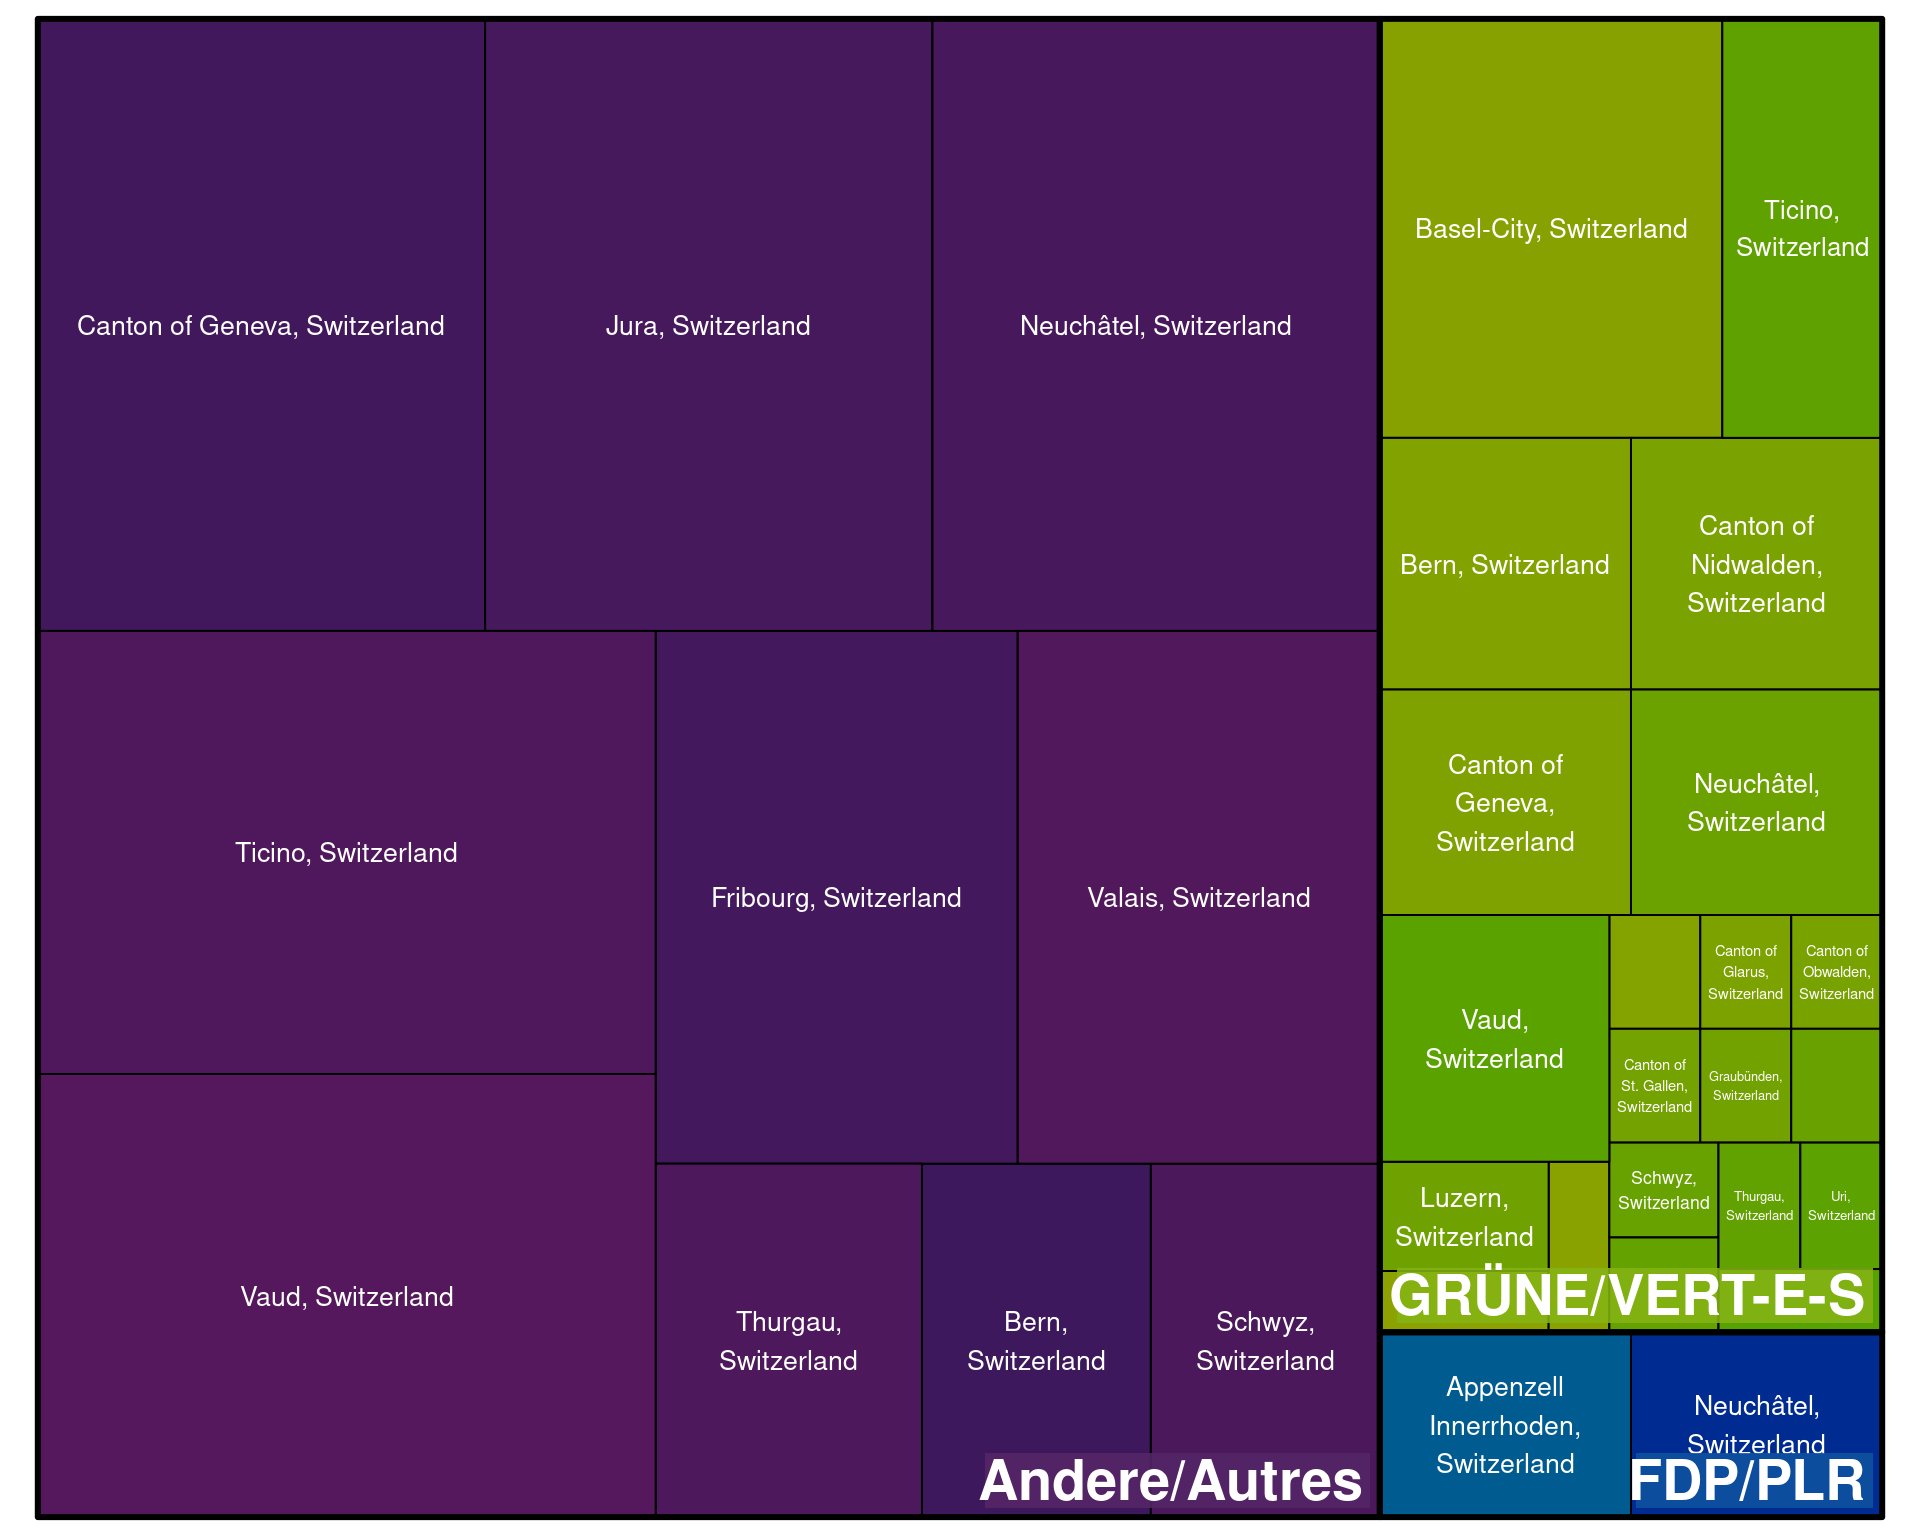 Canton of Geneva, Switzerland
Jura, Switzerland
Neuchâtel, Switzerland
Ticino, Switzerland
Fribourg, Switzerland
Valais, Switzerland
Vaud, Switzerland
Thurgau,
Switzerland
Bern,
Switzerland
Schwyz,
Switzerland
Andere/Autres
Basel-City, Switzerland
Ticino,
Switzerland
Bern, Switzerland
Canton of
Nidwalden,
Switzerland
Canton of
Geneva,
Switzerland
Neuchâtel,
Switzerland
Vaud,
Switzerland
Canton of
Glarus,
Switzerland
Canton of
Obwalden,
Switzerland
Canton of
St. Gallen,
Switzerland
Graubünden,
Switzerland
Luzern,
Switzerland
Schwyz,
Switzerland
Thurgau,
Switzerland
Uri,
Switzerland
GRÜNE/VERT-E-S
Appenzell
Innerrhoden,
Switzerland
Neuchâtel,
Switzerland
FDP/PLR